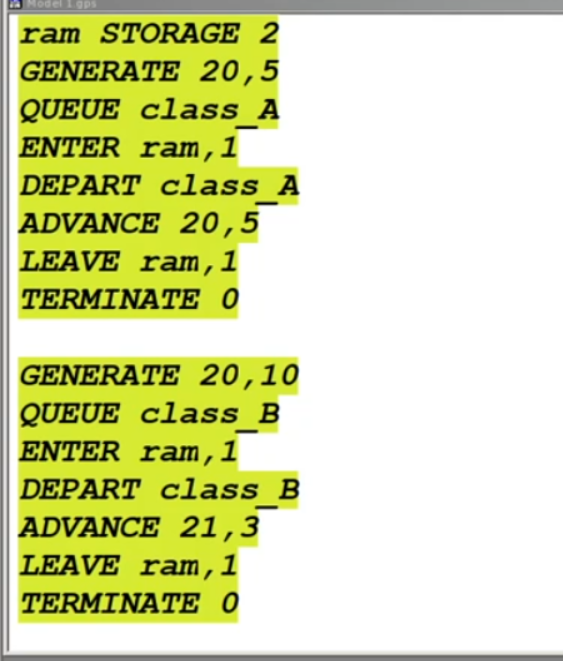 Model 1.gps
ram STORAGE 2
GENERATE 20,5
QUEUE class_A
ENTER ram,1
DEPART class_A
ADVANCE 20,5
LEAVE ram,1
TERMINATE 0
GENERATE 20,10
QUEUE class_B
ENTER ram,1
DEPART class_B
ADVANCE 21,3
LEAVE ram,1
TERMINATE 0